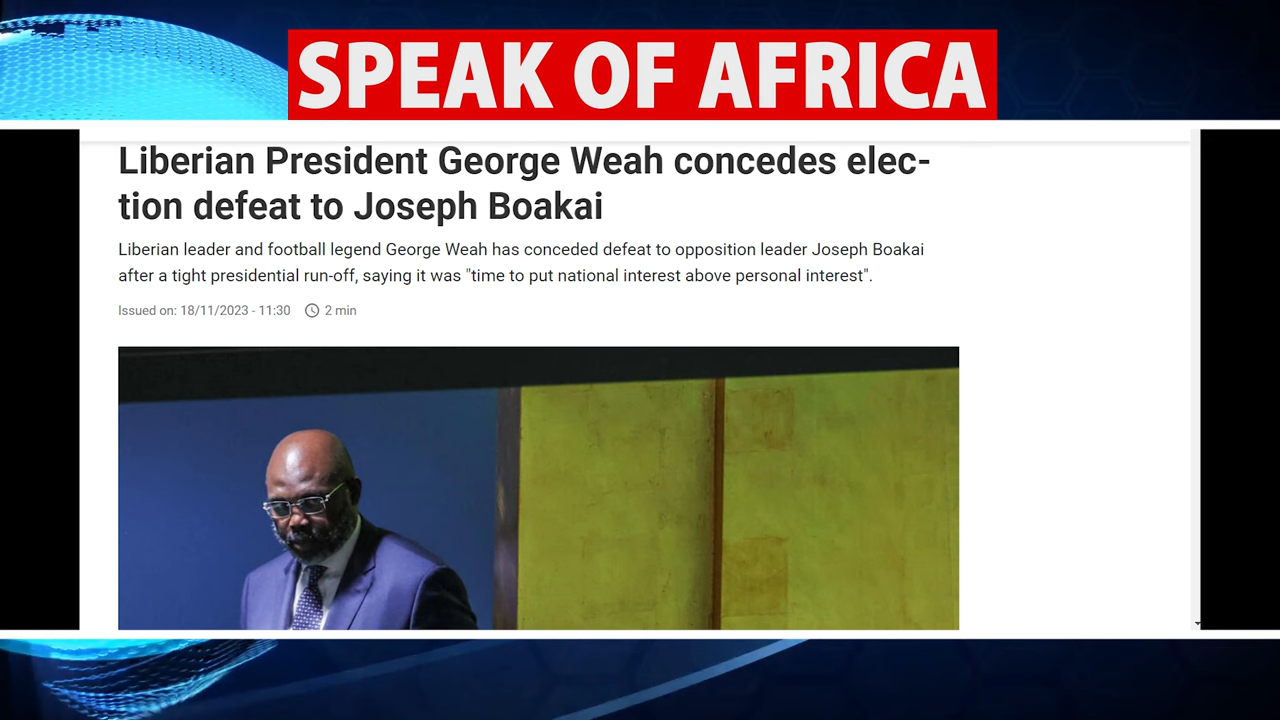 SPEAK OF AFRICA
Liberian President George Weah concedes elec-
tion defeat to Joseph Boakai
Liberian leader and football legend George Weah has conceded defeat to opposition leader Joseph Boakai
after a tight presidential run-off, saying it was "time to put national interest above personal interest".
Issued on: 18/11/2023 - 11:30 2 min